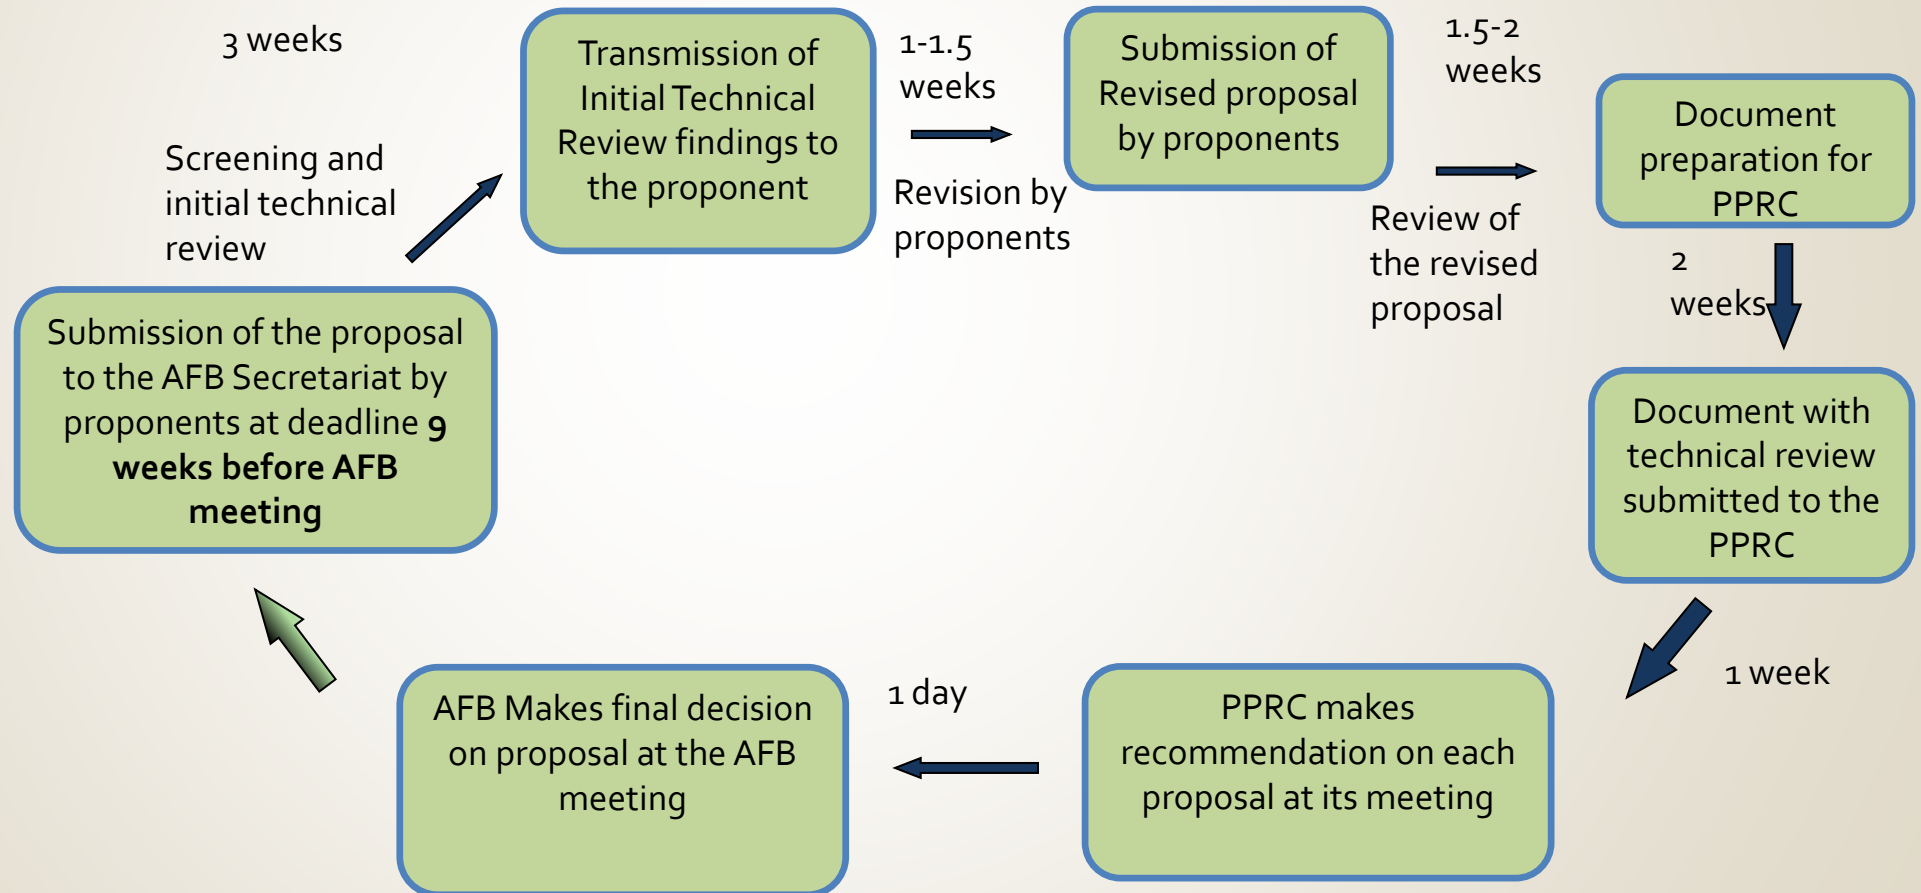 3 weeks
Screening and
initial technical
review
Submission of the proposal
to the AFB Secretariat by
proponents at deadline 9
weeks before AFB
meeting
Transmission of
Initial Technical
Review findings to
the proponent
1-1.5
weeks
Revision by
proponents
Submission of
Revised proposal
by proponents
1.5-2
weeks
Review of
the revised
proposal
Document
preparation for
PPRC
2
weeks
Document with
technical review
submitted to the
PPRC
1 week
PPRC makes
recommendation on each
proposal at its meeting
1 day
AFB Makes final decision
on proposal at the AFB
meeting